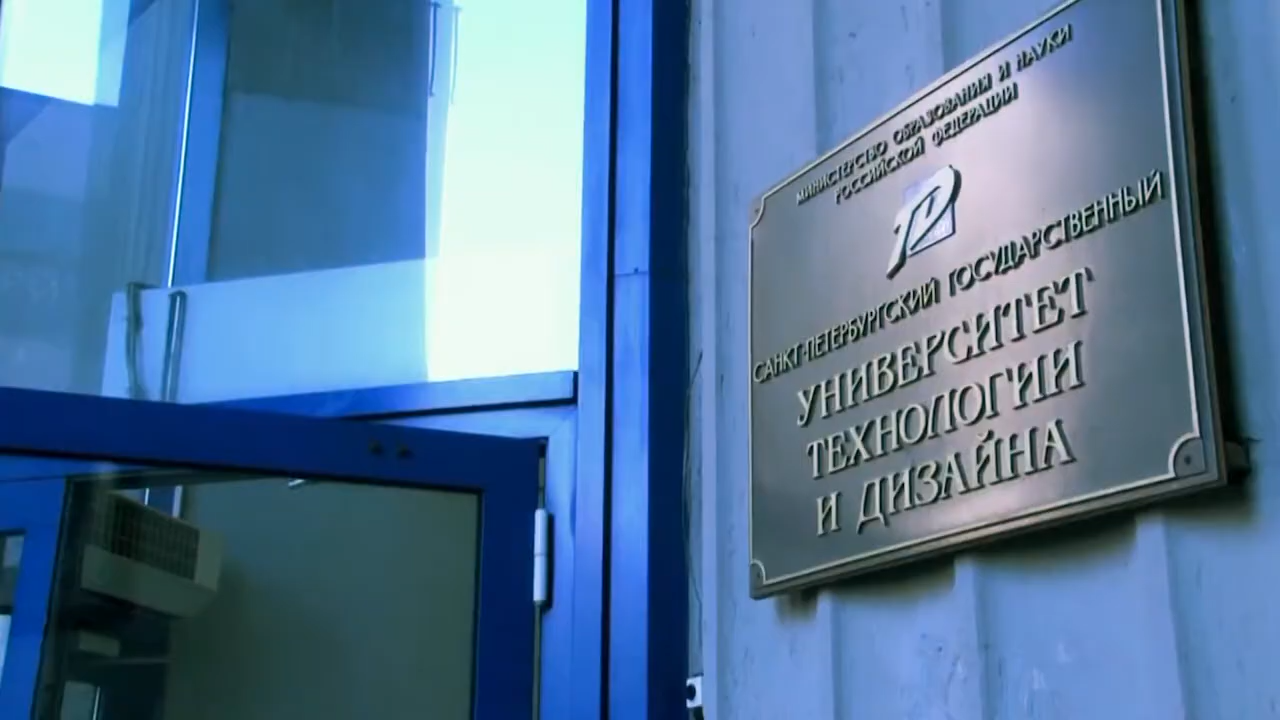 МИНИСТЕРСТВО ОБРАЗОВАНИЯ И НАУКИ
РОССИЙСКОЙ ФЕДЕРАЦИИ
САНКТ-ПЕТЕРБУРГСКИЙ ГОСУДАРСТВЕННЫЙ
УНИВЕРСИТЕТ
ТЕХНОЛОГИИ
И ДИЗАЙНА